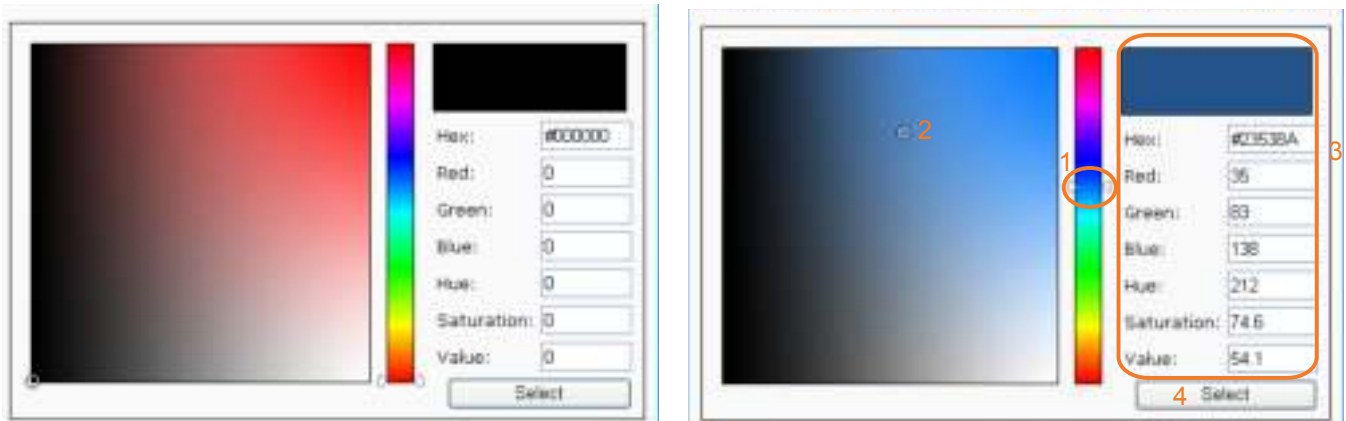 Hex: #000000
Red: 0
Green: 0
Blue: 0
Hue: 0
Saturation: 0
Value: 0
Select
1
2
3
Hex: #23538A
Red: 35
Green: 83
Blue: 138
Hue: 212
Saturation: 74.6
Value: 54.1
4 Select